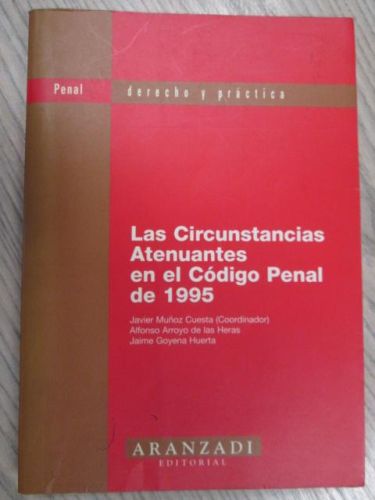 Penal
derecho y práctica
Las Circunstancias
Atenuantes
en el Código Penal
de 1995
Javier Muñoz Cuesta (Coordinador)
Alfonso Arroyo de las Heras
Jaime Goyena Huerta
ARANZADI
EDITORIAL